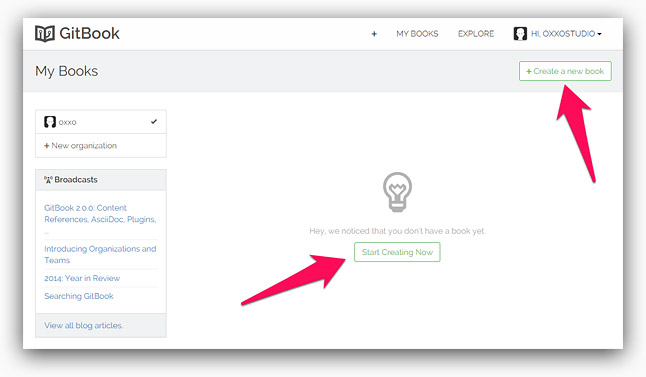 GitBook
+ MY BOOKS EXPLORE HI, OXXOSTUDIO
My Books
+ Create a new book
oxxo
+ New organization
Broadcasts
GitBook 2.0.0: Content
References, AsciiDoc, Plugins,
...
Introducing Organizations and
Teams
2014: Year in Review
Searching GitBook
View all blog articles.
Hey, we noticed that you don't have a book yet.
Start Creating Now